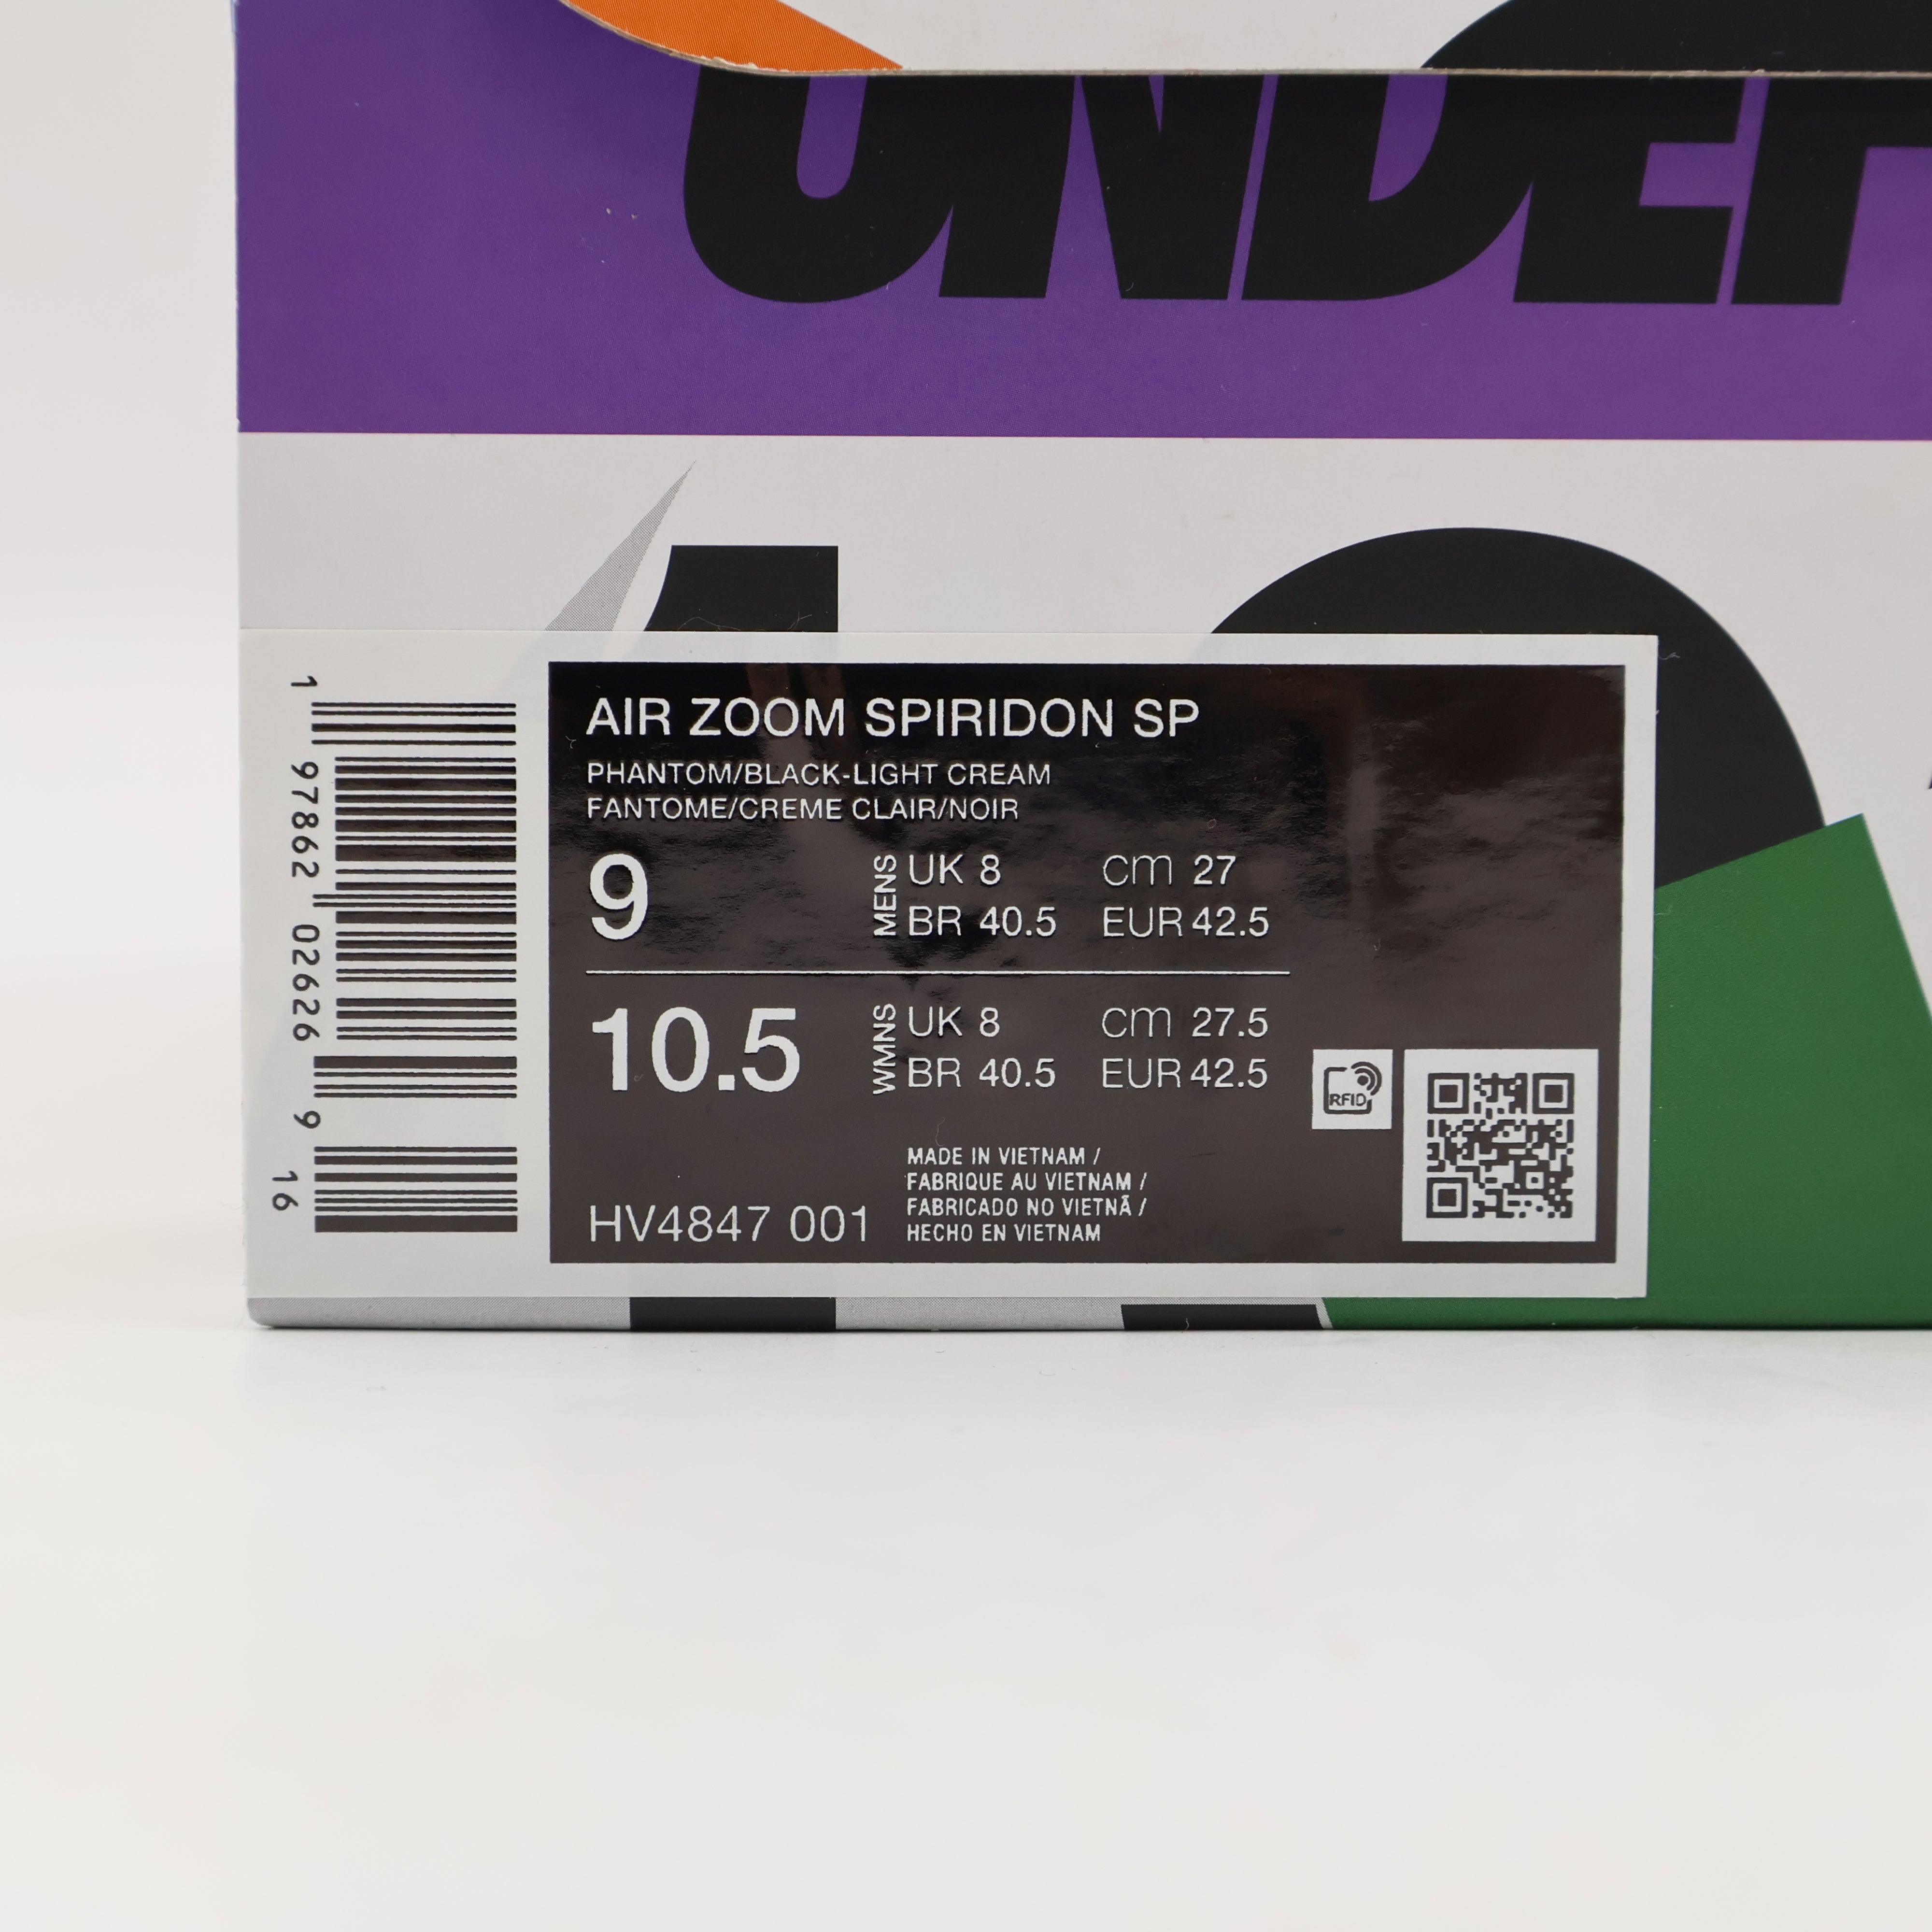 UNDEF
AIR ZOOM SPIRIDON SP
PHANTOM/BLACK-LIGHT CREAM
FANTOME/CREME CLAIR/NOIR
9
MENS
UK 8 cm 27
BR 40.5 EUR 42.5
10.5
WMNS
UK 8 cm 27.5
BR 40.5 EUR 42.5
HV4847 001
MADE IN VIETNAM /
FABRIQUE AU VIETNAM /
FABRICADO NO VIETNÃ /
HECHO EN VIETNAM
RFID
1 97862 02626 9
16